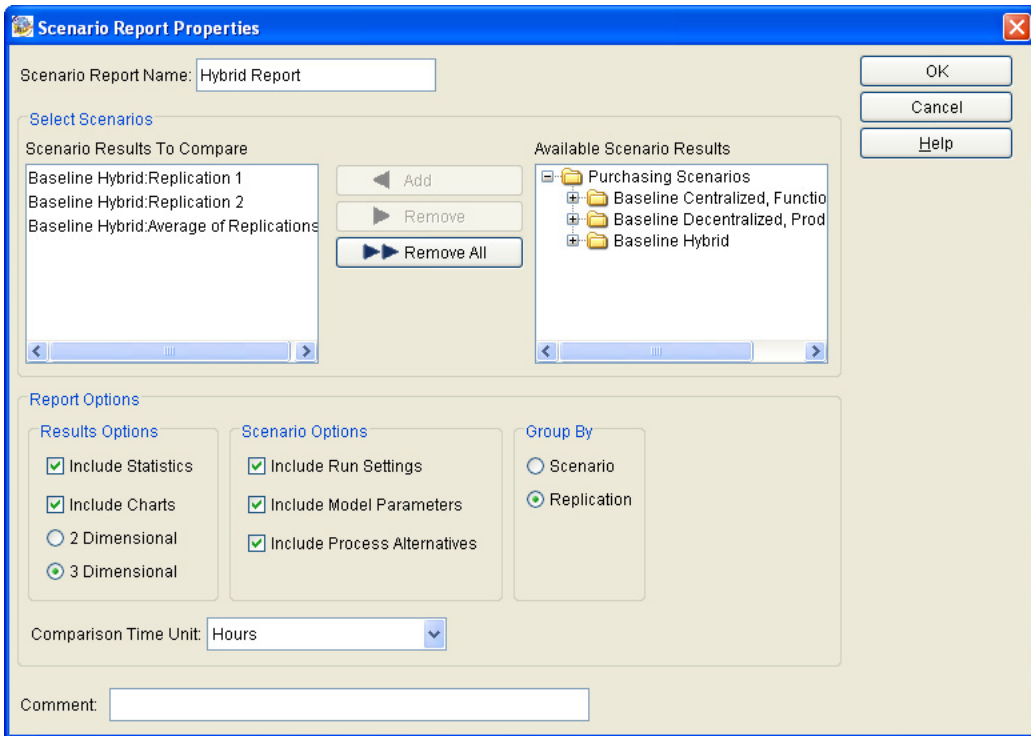 Scenario Report Properties
Scenario Report Name: Hybrid Report
OK
Cancel
Help
Select Scenarios
Scenario Results To Compare
Baseline Hybrid:Replication 1
Baseline Hybrid:Replication 2
Baseline Hybrid:Average of Replications
Add
Remove
Remove All
Available Scenario Results
Purchasing Scenarios
Baseline Centralized, Functio
Baseline Decentralized, Prod
Baseline Hybrid
Report Options
Results Options
Include Statistics
Include Charts
2 Dimensional
3 Dimensional
Scenario Options
Include Run Settings
Include Model Parameters
Include Process Alternatives
Group By
Scenario
Replication
Comparison Time Unit: Hours
Comment: